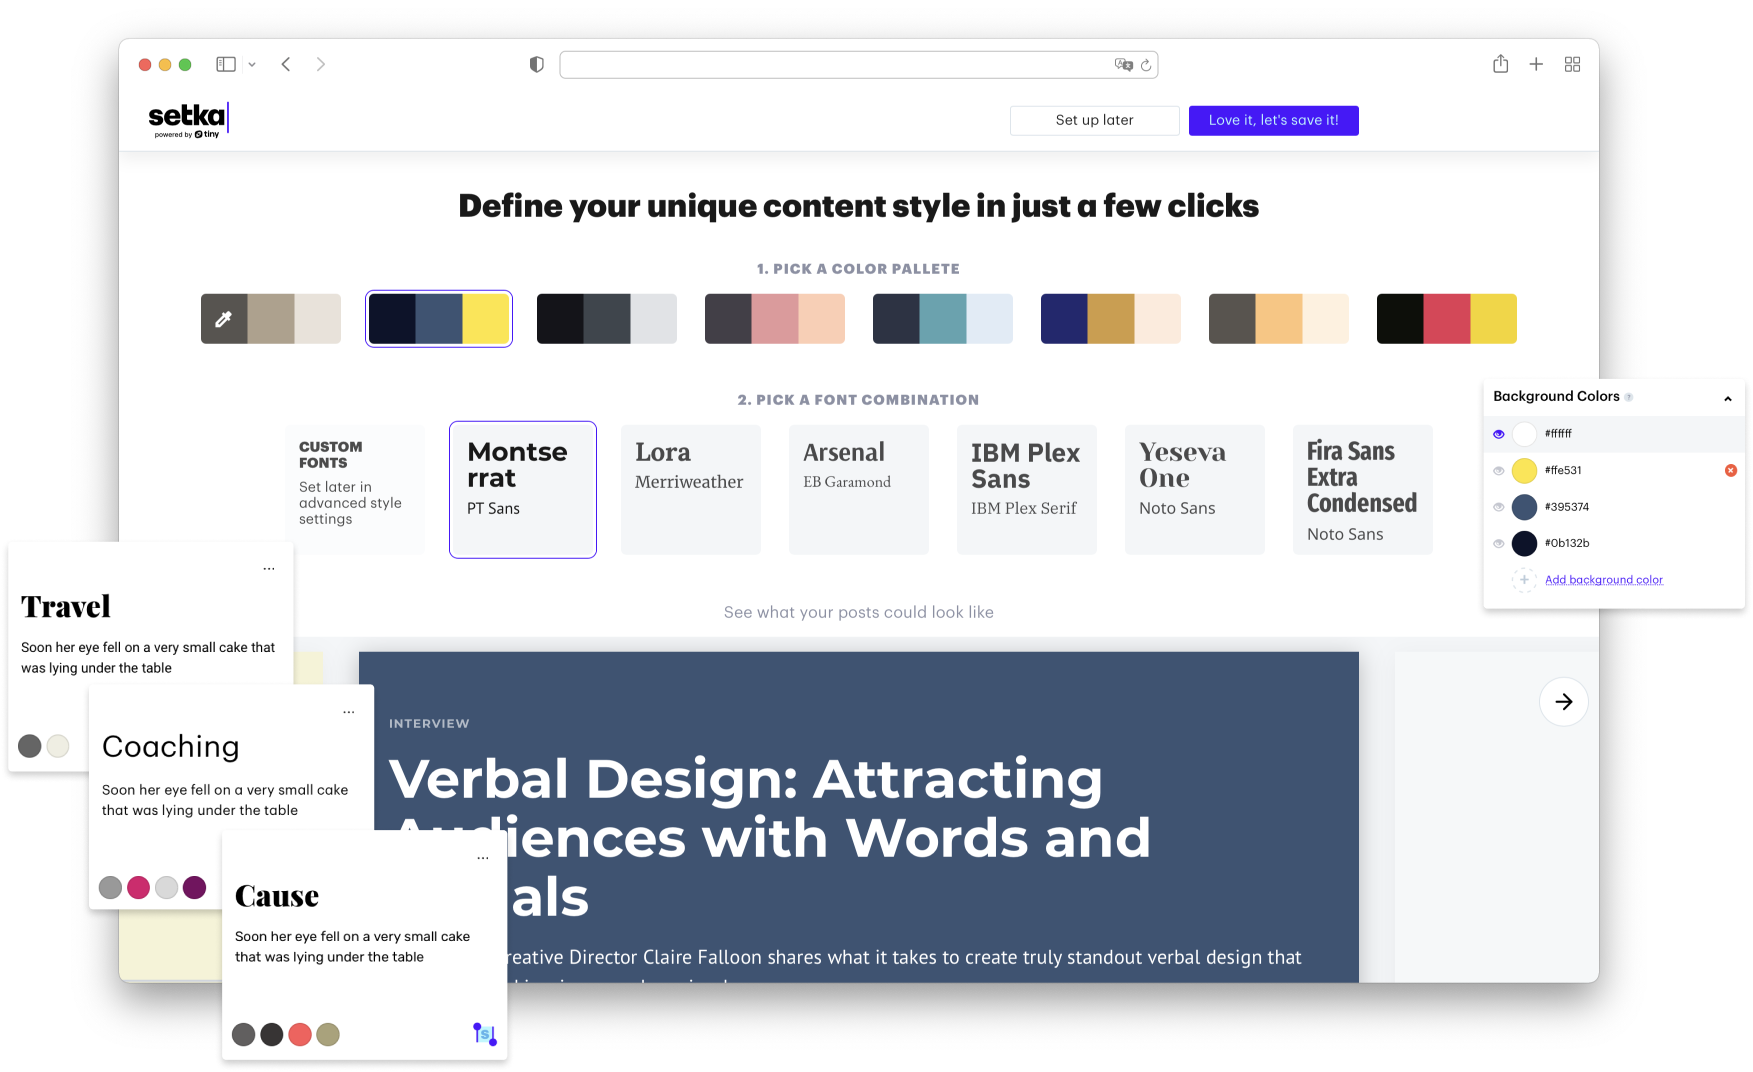 setka
powered by tiny
Set up later
Love it, let's save it!
Define your unique content style in just a few clicks
1. PICK A COLOR PALLETE
2. PICK A FONT COMBINATION
CUSTOM
FONTS
Set later in
advanced style
settings
Montse
rrat
PT Sans
Lora
Merriweather
Arsenal
EB Garamond
IBM Plex
Sans
IBM Plex Serif
Yeseva
One
Noto Sans
Fira Sans
Extra
Condensed
Noto Sans
Background Colors ?
#ffffff
#ffe531
#395374
#0b132b
Add background color
See what your posts could look like
...
Travel
Soon her eye fell on a very small cake that
was lying under the table
...
Coaching
Soon her eye fell on a very small cake
that was lying under the table
...
Cause
Soon her eye fell on a very small cake
that was lying under the table
S
INTERVIEW
Verbal Design: Attracting
Audiences with Words and
als
reative Director Claire Falloon shares what it takes to create truly standout verbal design that